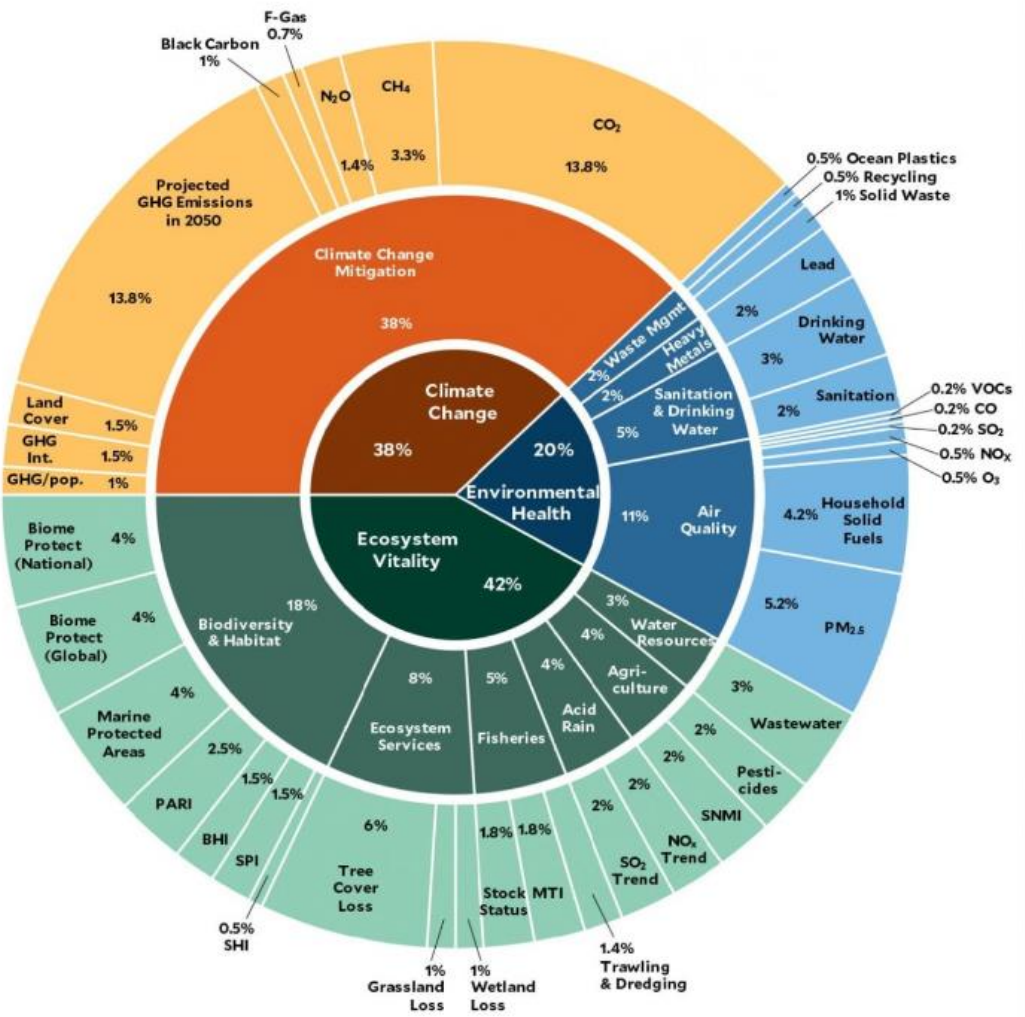 F-Gas
0.7%
Black Carbon
1%
N₂O
1.4%
CH₄
3.3%
CO₂
13.8%
0.5% Ocean Plastics
0.5% Recycling
1% Solid Waste
Lead
2%
Drinking
Water
3%
Sanitation
2%
0.2% VOCs
0.2% CO
0.2% SO₂
0.5% NOX
0.5% O₃
4.2%
Household
Solid
Fuels
5.2%
PM₂.₅
3%
Wastewater
2%
Pesti-
cides
2%
SNMI
2%
NOx
Trend
2%
SO₂
Trend
1.4%
Trawling
& Dredging
1.8%
MTI
1.8%
Stock
Status
1%
Wetland
Loss
1%
Grassland
Loss
6%
Tree
Cover
Loss
0.5%
SHI
1.5%
SPI
1.5%
BHI
2.5%
PARI
4%
Marine
Protected
Areas
4%
Biome
Protect
(Global)
4%
Biome
Protect
(National)
GHG/pop. 1%
GHG
Int.
1.5%
Land
Cover
1.5%
Projected
GHG Emissions
in 2050
13.8%
Climate Change
Mitigation
38%
Waste Mgmt
2%
Heavy
Metals
2%
Sanitation
& Drinking
Water
5%
Air
Quality
11%
3%
Water
Resources
4%
Agri-
culture
4%
Acid
Rain
5%
Fisheries
8%
Ecosystem
Services
18%
Biodiversity
& Habitat
Climate
Change
38%
20%
Environmental
Health
Ecosystem
Vitality
42%